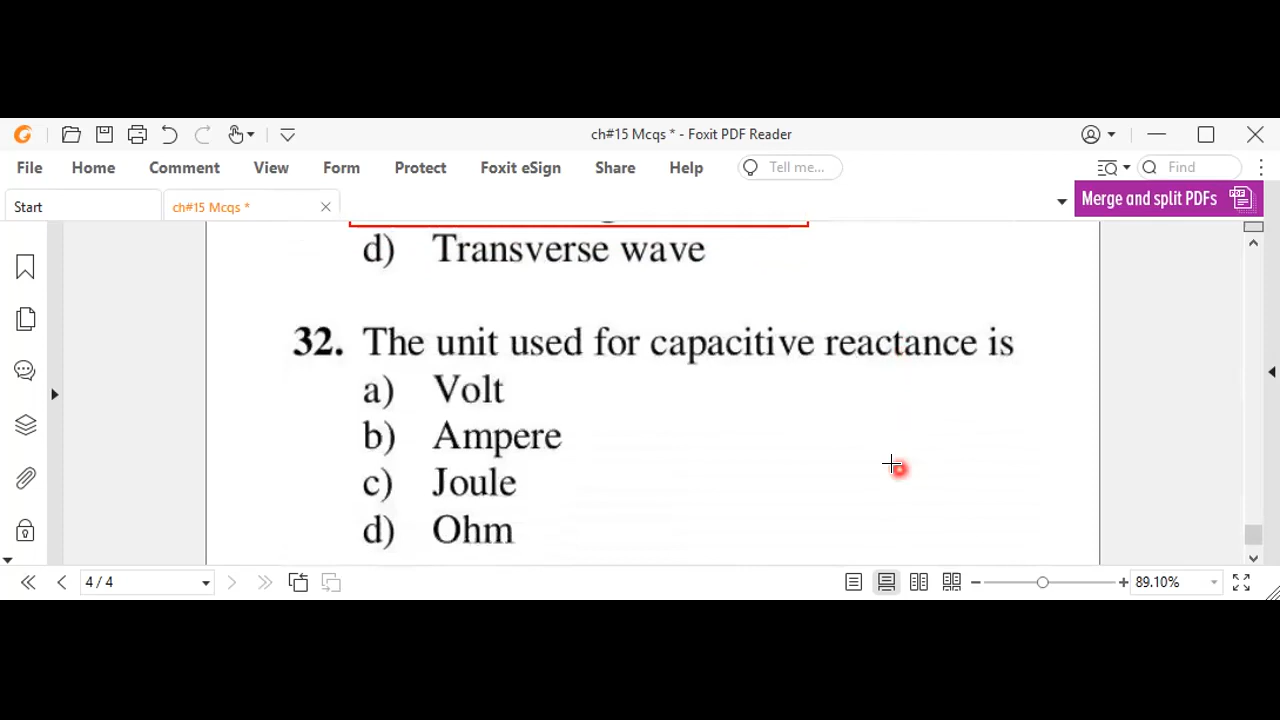 ch#15 Mcqs * - Foxit PDF Reader
File Home Comment View Form Protect Foxit eSign Share Help Tell me... Find
Start ch#15 Mcqs * Merge and split PDFs
d) Transverse wave
32. The unit used for capacitive reactance is
a) Volt
b) Ampere
c) Joule
d) Ohm
4 / 4 89.10%